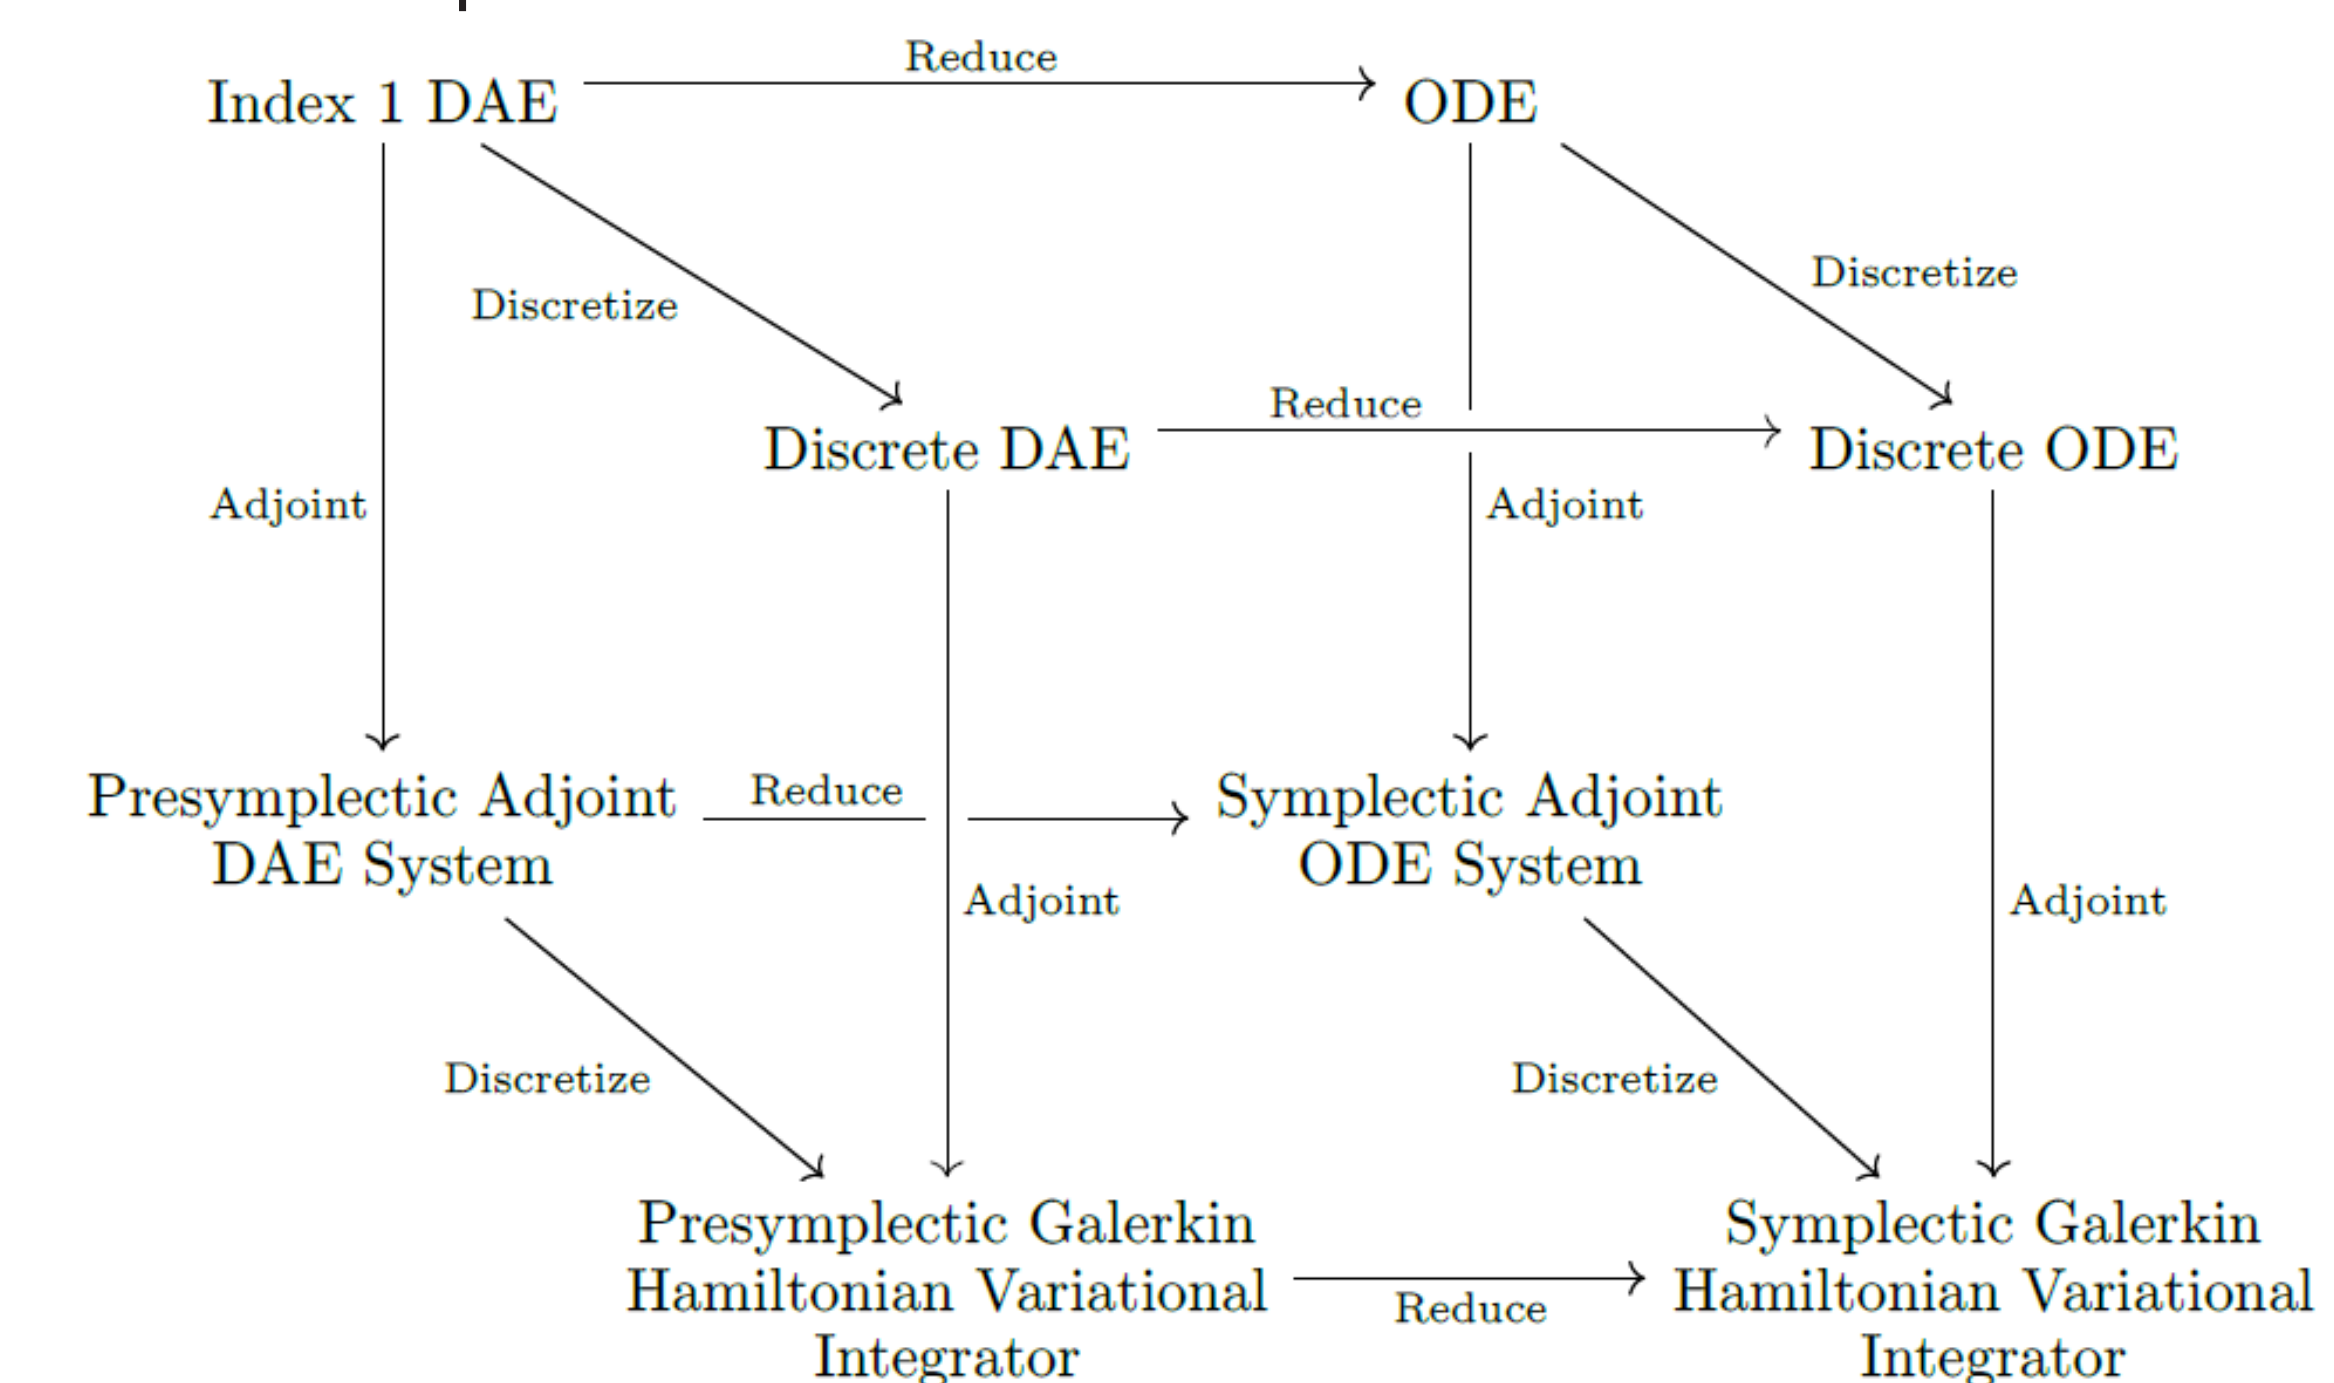 Reduce
Index 1 DAE
ODE
Discretize
Discretize
Reduce
Discrete DAE
Discrete ODE
Adjoint
Adjoint
Presymplectic Adjoint
DAE System
Reduce
Symplectic Adjoint
ODE System
Adjoint
Adjoint
Discretize
Discretize
Presymplectic Galerkin
Hamiltonian Variational
Integrator
Reduce
Symplectic Galerkin
Hamiltonian Variational
Integrator